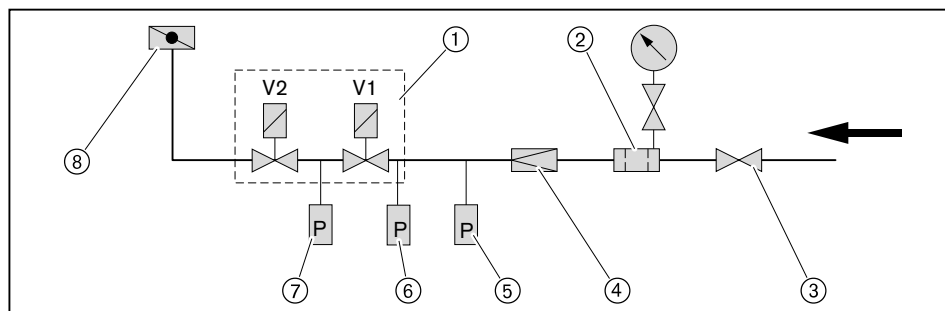 ① ②
V2 V1
⑧
P P P
⑦ ⑥ ⑤ ④ ③